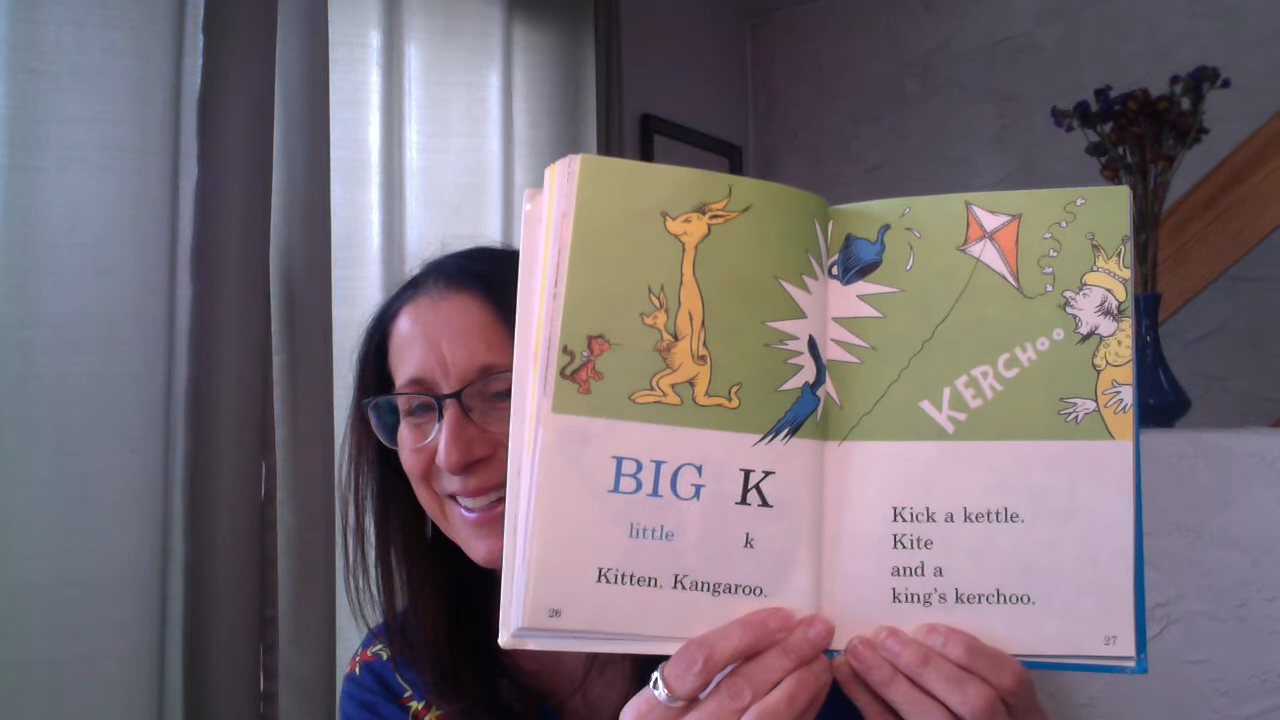 BIG K
little k
Kitten. Kangaroo.
26
KERCHOO
Kick a kettle.
Kite
and a
king's kerchoo.
27